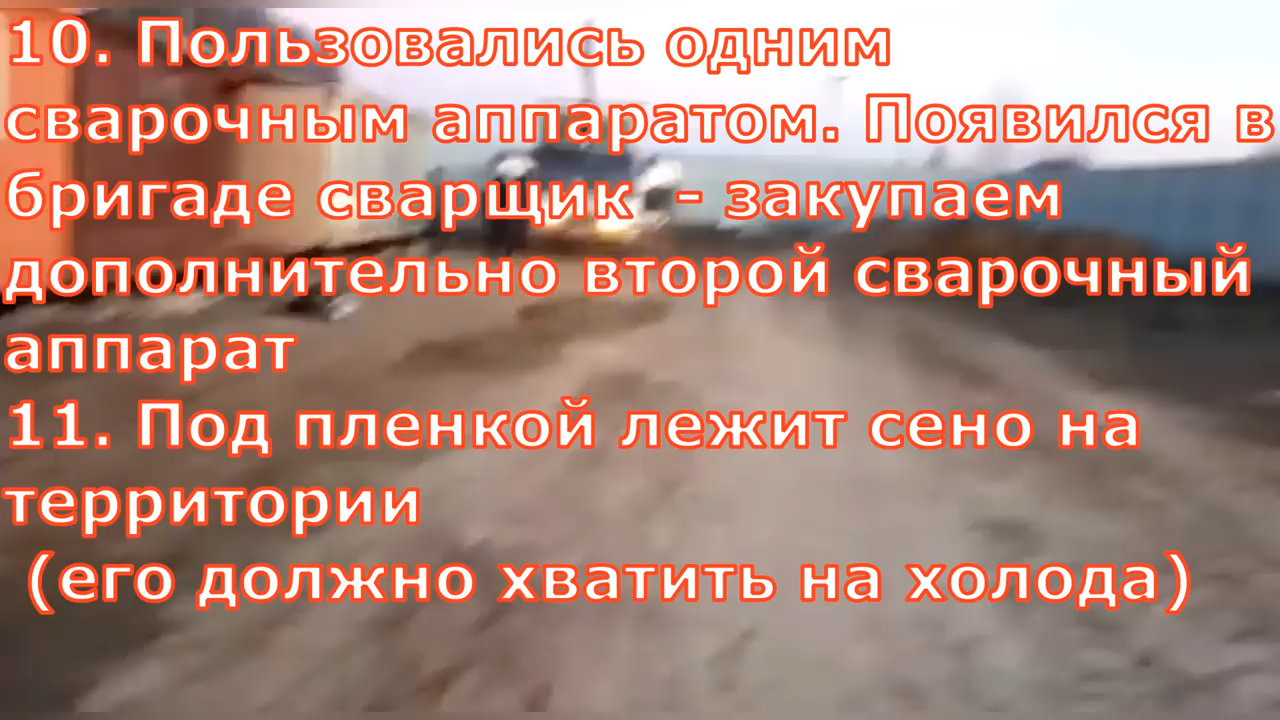 10. Пользовались одним
сварочным аппаратом. Появился в
бригаде сварщик  - закупаем
дополнительно второй сварочный
аппарат
11. Под пленкой лежит сено на
территории
(его должно хватить на холода)